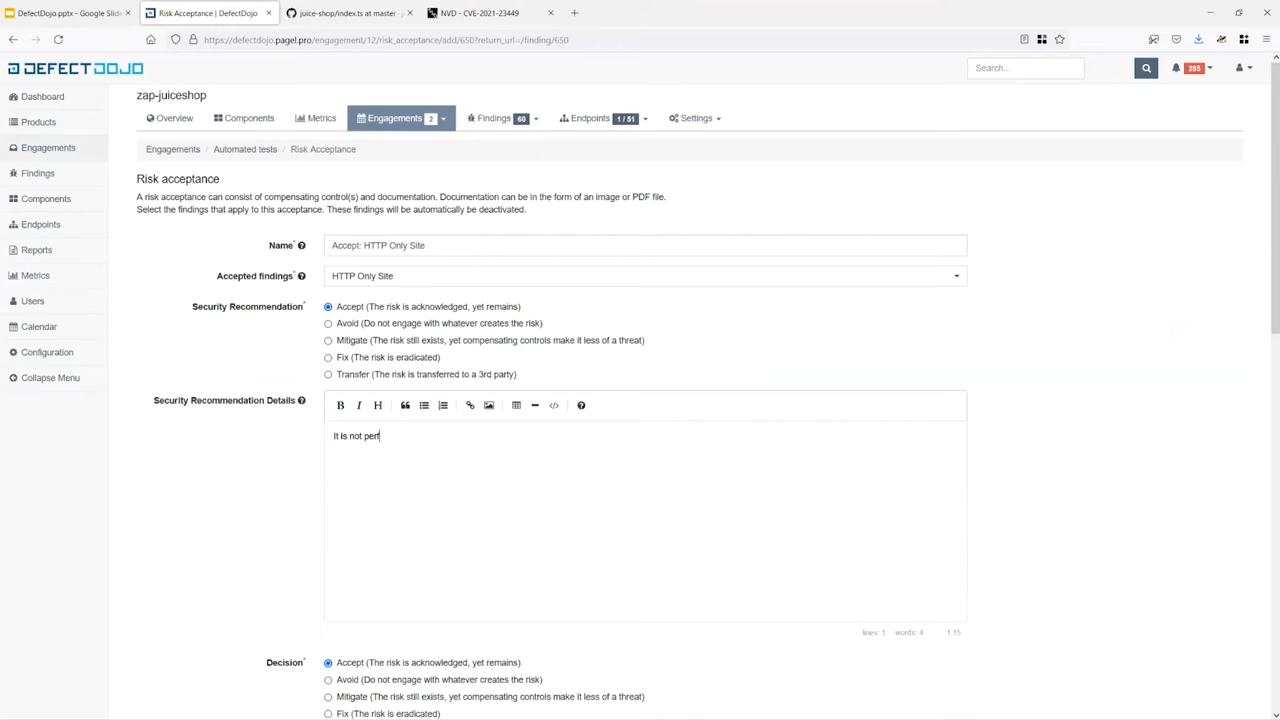 DefectDojo.pptx - Google Slide
Risk Acceptance | DefectDojo
juice-shop/index.ts at master · j
NVD - CVE-2021-23449
https://defectdojo.pagel.pro/engagement/12/risk_acceptance/add/650?return_url=/finding/650
DEFECTDOJO
Search...
285
Dashboard
Products
Engagements
Findings
Components
Endpoints
Reports
Metrics
Users
Calendar
Configuration
Collapse Menu
zap-juiceshop
Overview
Components
Metrics
Engagements 2
Findings 60
Endpoints 1 / 51
Settings
Engagements / Automated tests / Risk Acceptance
Risk acceptance
A risk acceptance can consist of compensating control(s) and documentation. Documentation can be in the form of an image or PDF file.
Select the findings that apply to this acceptance. These findings will be automatically be deactivated.
Name* Accept: HTTP Only Site
Accepted findings* HTTP Only Site
Security Recommendation* Accept (The risk is acknowledged, yet remains)
Avoid (Do not engage with whatever creates the risk)
Mitigate (The risk still exists, yet compensating controls make it less of a threat)
Fix (The risk is eradicated)
Transfer (The risk is transferred to a 3rd party)
Security Recommendation Details
B I H
It is not perf
lines: 1 words: 4 1:15
Decision* Accept (The risk is acknowledged, yet remains)
Avoid (Do not engage with whatever creates the risk)
Mitigate (The risk still exists, yet compensating controls make it less of a threat)
Fix (The risk is eradicated)